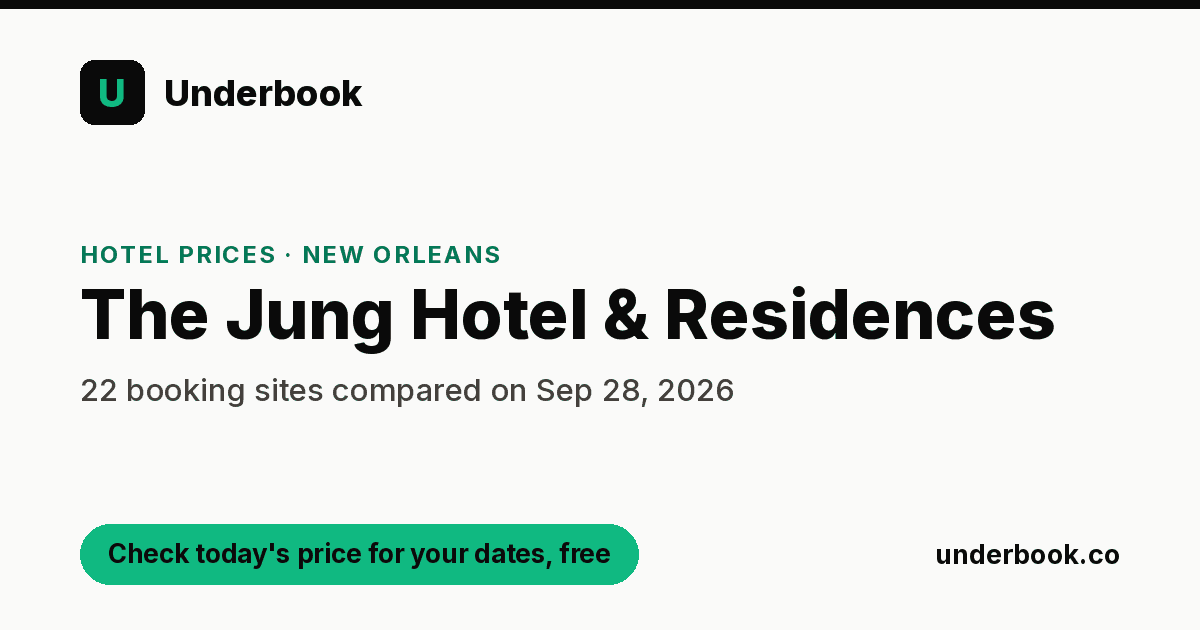 U Underbook
HOTEL PRICES · NEW ORLEANS
The Jung Hotel & Residences
22 booking sites compared on Sep 28, 2026
Check today's price for your dates, free
underbook.co